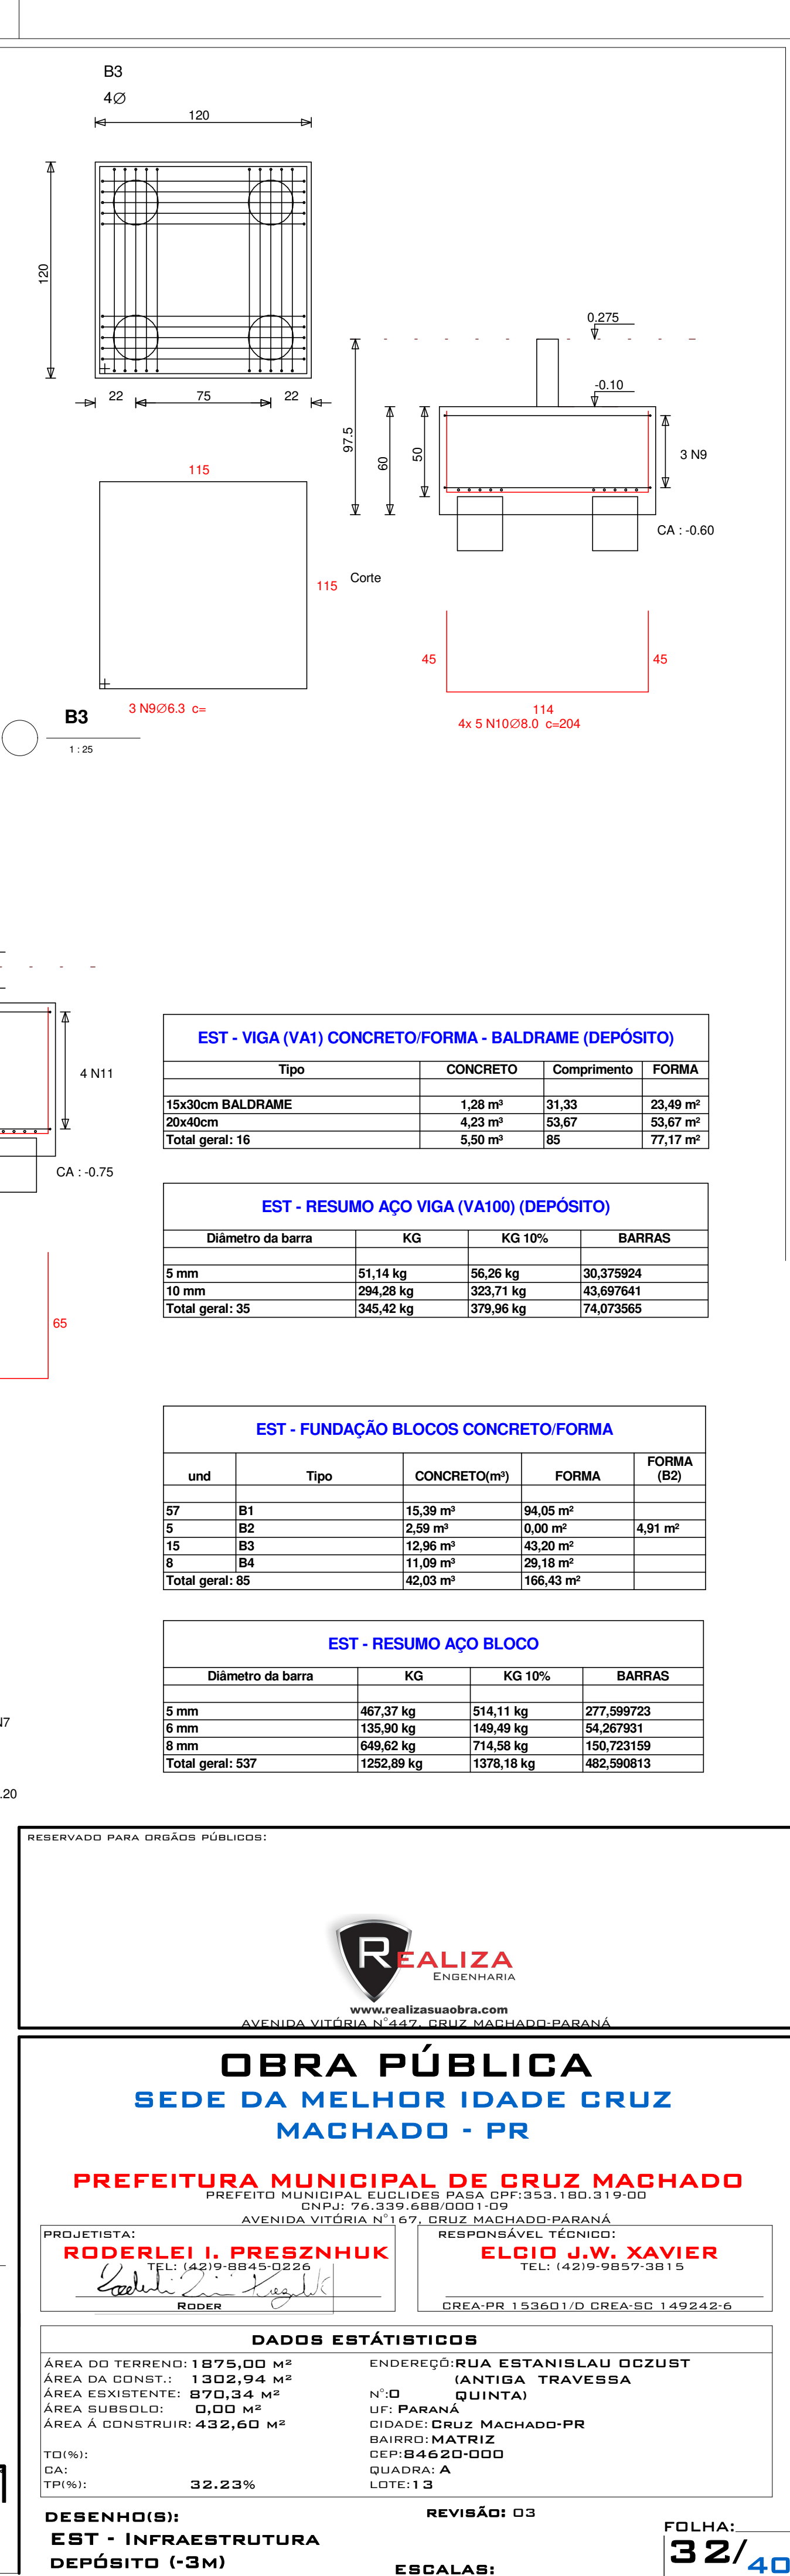 B3
4Ø
120
120
22 75 22
0.275
-0.10
97.5
60
50
3 N9
CA : -0.60
115
115
Corte
3 N9Ø6.3 c=
B3
1 : 25
45
45
114
4x 5 N10Ø8.0 c=204
4 N11
CA : -0.75
65
EST - VIGA (VA1) CONCRETO/FORMA - BALDRAME (DEPÓSITO)
Tipo CONCRETO Comprimento FORMA
15x30cm BALDRAME 1,28 m³ 31,33 23,49 m²
20x40cm 4,23 m³ 53,67 53,67 m²
Total geral: 16 5,50 m³ 85 77,17 m²
EST - RESUMO AÇO VIGA (VA100) (DEPÓSITO)
Diâmetro da barra KG KG 10% BARRAS
5 mm 51,14 kg 56,26 kg 30,375924
10 mm 294,28 kg 323,71 kg 43,697641
Total geral: 35 345,42 kg 379,96 kg 74,073565
EST - FUNDAÇÃO BLOCOS CONCRETO/FORMA
und Tipo CONCRETO(m³) FORMA FORMA (B2)
57 B1 15,39 m³ 94,05 m²
5 B2 2,59 m³ 0,00 m² 4,91 m²
15 B3 12,96 m³ 43,20 m²
8 B4 11,09 m³ 29,18 m²
Total geral: 85 42,03 m³ 166,43 m²
EST - RESUMO AÇO BLOCO
Diâmetro da barra KG KG 10% BARRAS
5 mm 467,37 kg 514,11 kg 277,599723
6 mm 135,90 kg 149,49 kg 54,267931
8 mm 649,62 kg 714,58 kg 150,723159
Total geral: 537 1252,89 kg 1378,18 kg 482,590813
N7
.20
RESERVADO PARA ORGÃOS PÚBLICOS:
REALIZA
ENGENHARIA
www.realizasuaobra.com
AVENIDA VITÓRIA N°447, CRUZ MACHADO-PARANÁ
OBRA PÚBLICA
SEDE DA MELHOR IDADE CRUZ
MACHADO - PR
PREFEITURA MUNICIPAL DE CRUZ MACHADO
PREFEITO MUNICIPAL EUCLIDES PASA CPF:353.180.319-00
CNPJ: 76.339.688/0001-09
AVENIDA VITÓRIA N°167, CRUZ MACHADO-PARANÁ
PROJETISTA:
RODERLEI I. PRESZNHUK
TEL: (42)9-8845-0226
RODER
RESPONSÁVEL TÉCNICO:
ELCIO J.W. XAVIER
TEL: (42)9-9857-3815
CREA-PR 153601/D CREA-SC 149242-6
DADOS ESTÁTISTICOS
ÁREA DO TERRENO: 1875,00 M²
ÁREA DA CONST.: 1302,94 M²
ÁREA ESXISTENTE: 870,34 M²
ÁREA SUBSOLO: 0,00 M²
ÁREA Á CONSTRUIR: 432,60 M²
TO(%):
CA:
TP(%): 32.23%
ENDEREÇÕ: RUA ESTANISLAU OCZUST
(ANTIGA TRAVESSA
QUINTA)
N°:0
UF: PARANÁ
CIDADE: CRUZ MACHADO-PR
BAIRRO: MATRIZ
CEP: 84620-000
QUADRA: A
LOTE: 13
DESENHO(S):
EST - INFRAESTRUTURA
DEPÓSITO (-3M)
REVISÃO: 03
ESCALAS:
FOLHA:
32/40